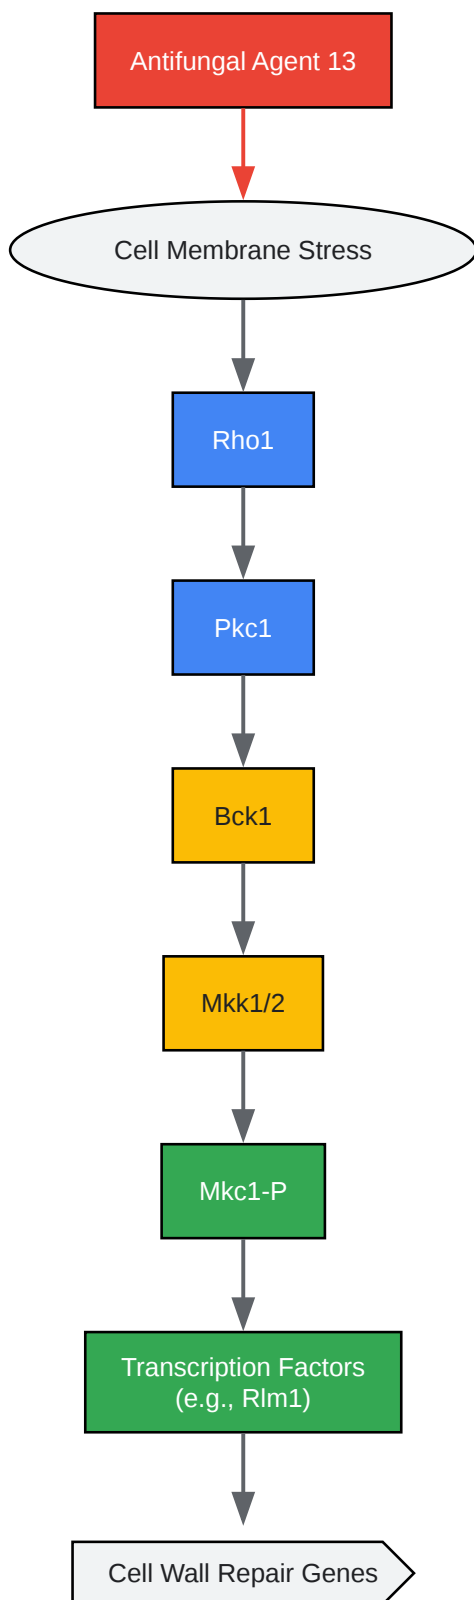 Antifungal Agent 13
Cell Membrane Stress
Rho1
Pkc1
Bck1
Mkk1/2
Mkc1-P
Transcription Factors
(e.g., Rlm1)
Cell Wall Repair Genes